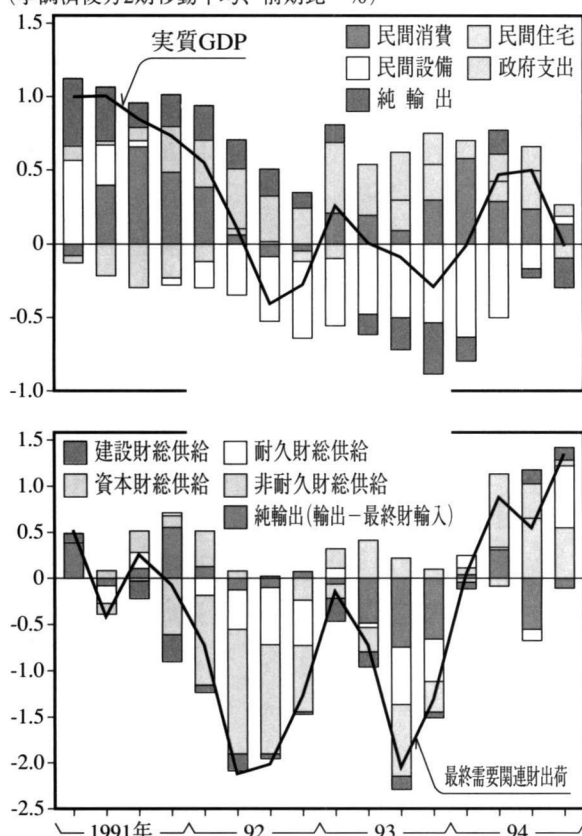 (季調済後方2期移動平均、前期比 %)
1.5
1.0
0.5
0
-0.5
-1.0
実質GDP
民間消費 民間住宅
民間設備 政府支出
純輸出
1.5
1.0
0.5
0
-0.5
-1.0
-1.5
-2.0
-2.5
建設財総供給 耐久財総供給
資本財総供給 非耐久財総供給
純輸出(輸出－最終財輸入)
最終需要関連財出荷
1991年 92 93 94